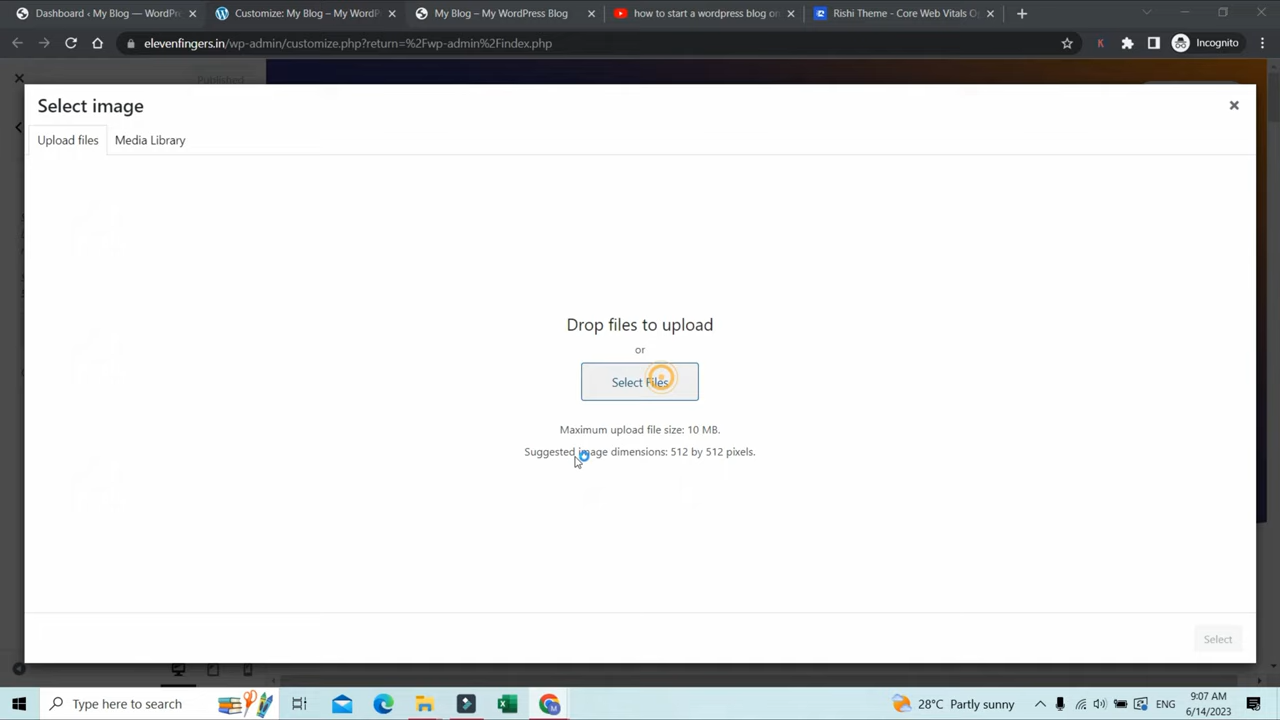 Dashboard ‹ My Blog — WordPre
Customize: My Blog – My WordP
My Blog – My WordPress Blog
how to start a wordpress blog on
Rishi Theme - Core Web Vitals Op
elevenfingers.in/wp-admin/customize.php?return=%2Fwp-admin%2Findex.php
K
Incognito
Published
Select image
Upload files
Media Library
Drop files to upload
or
Select Files
Maximum upload file size: 10 MB.
Suggested image dimensions: 512 by 512 pixels.
Select
Type here to search
28°C Partly sunny
ENG
9:07 AM
6/14/2023